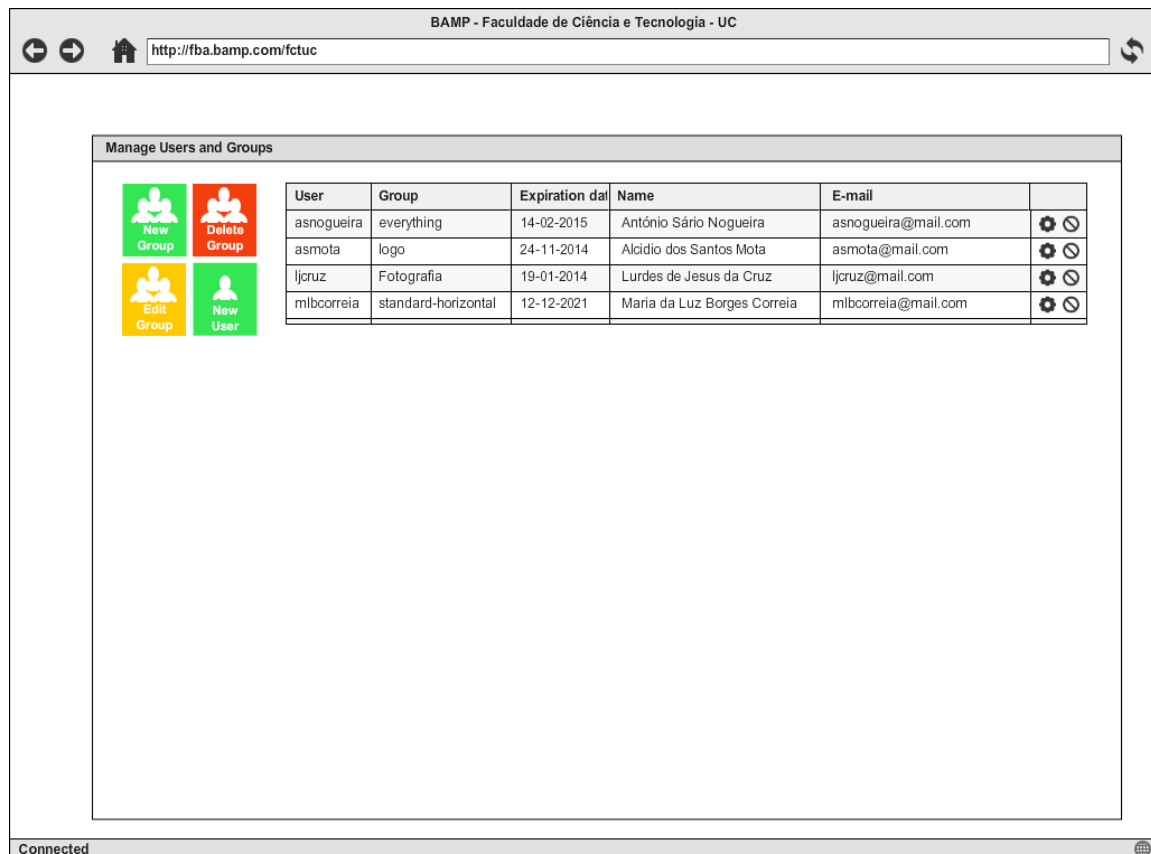 BAMP - Faculdade de Ciência e Tecnologia - UC
http://fba.bamp.com/fctuc
Manage Users and Groups
New Group
Delete Group
Edit Group
New User
User Group Expiration dat Name E-mail
asnogueira everything 14-02-2015 António Sário Nogueira asnogueira@mail.com
asmota logo 24-11-2014 Alcidio dos Santos Mota asmota@mail.com
ljcruz Fotografia 19-01-2014 Lurdes de Jesus da Cruz ljcruz@mail.com
mlbcorreia standard-horizontal 12-12-2021 Maria da Luz Borges Correia mlbcorreia@mail.com
Connected